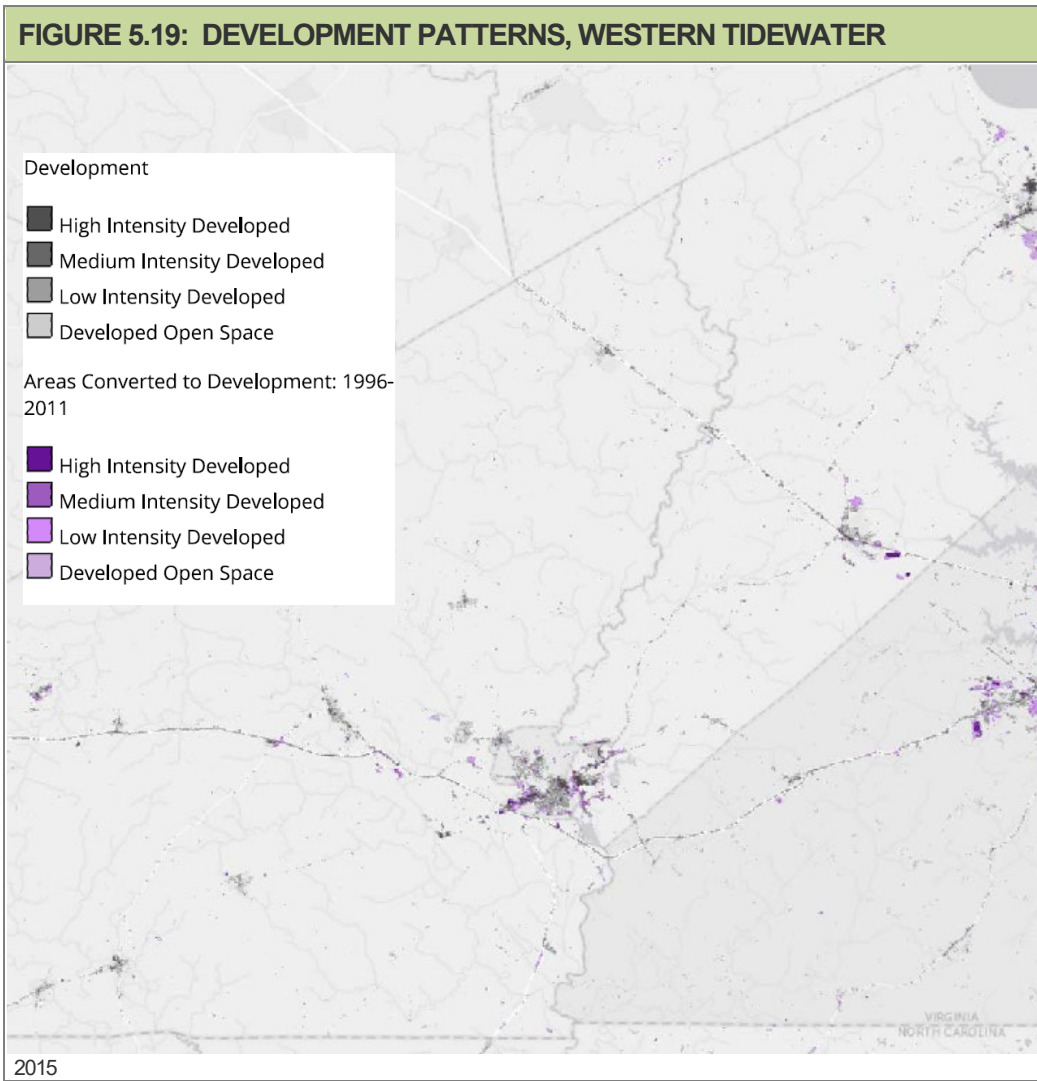 FIGURE 5.19: DEVELOPMENT PATTERNS, WESTERN TIDEWATER
Development
High Intensity Developed
Medium Intensity Developed
Low Intensity Developed
Developed Open Space
Areas Converted to Development: 1996-
2011
High Intensity Developed
Medium Intensity Developed
Low Intensity Developed
Developed Open Space
VIRGINIA
NORTH CAROLINA
2015